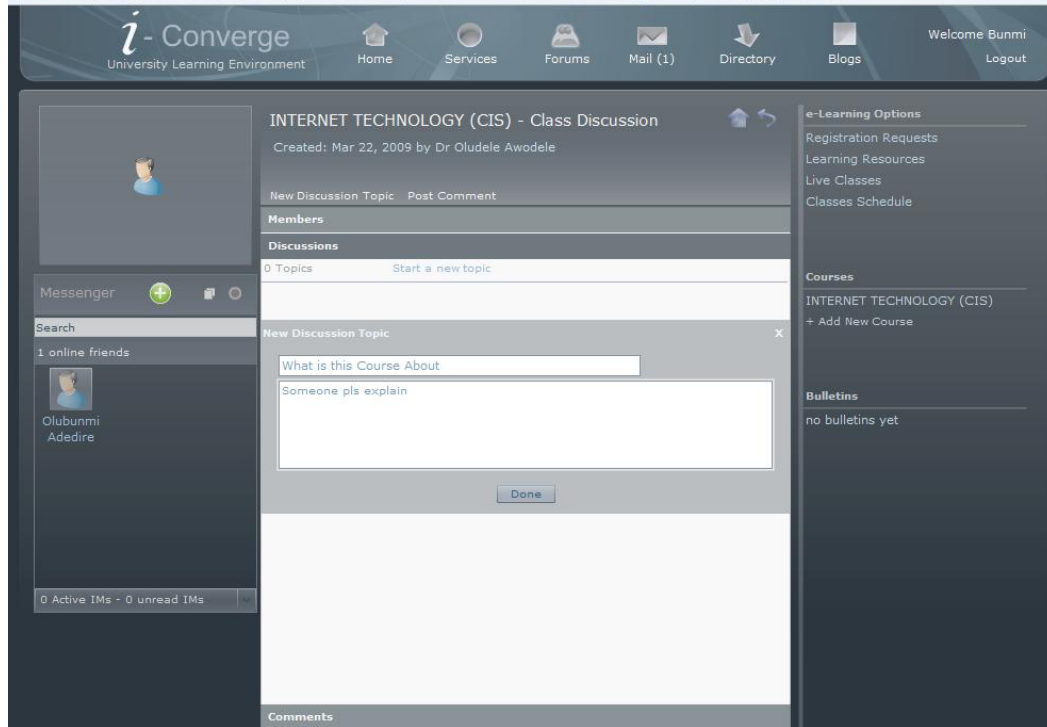 i - Converge
University Learning Environment
Home
Services
Forums
Mail (1)
Directory
Blogs
Welcome Bunmi
Logout
INTERNET TECHNOLOGY (CIS) - Class Discussion
Created: Mar 22, 2009 by Dr Oludele Awodele
New Discussion Topic Post Comment
Members
Discussions
0 Topics Start a new topic
New Discussion Topic X
What is this Course About
Someone pls explain
Done
Comments
Messenger
Search
1 online friends
Olubunmi
Adedire
0 Active IMs - 0 unread IMs
e-Learning Options
Registration Requests
Learning Resources
Live Classes
Classes Schedule
Courses
INTERNET TECHNOLOGY (CIS)
+ Add New Course
Bulletins
no bulletins yet